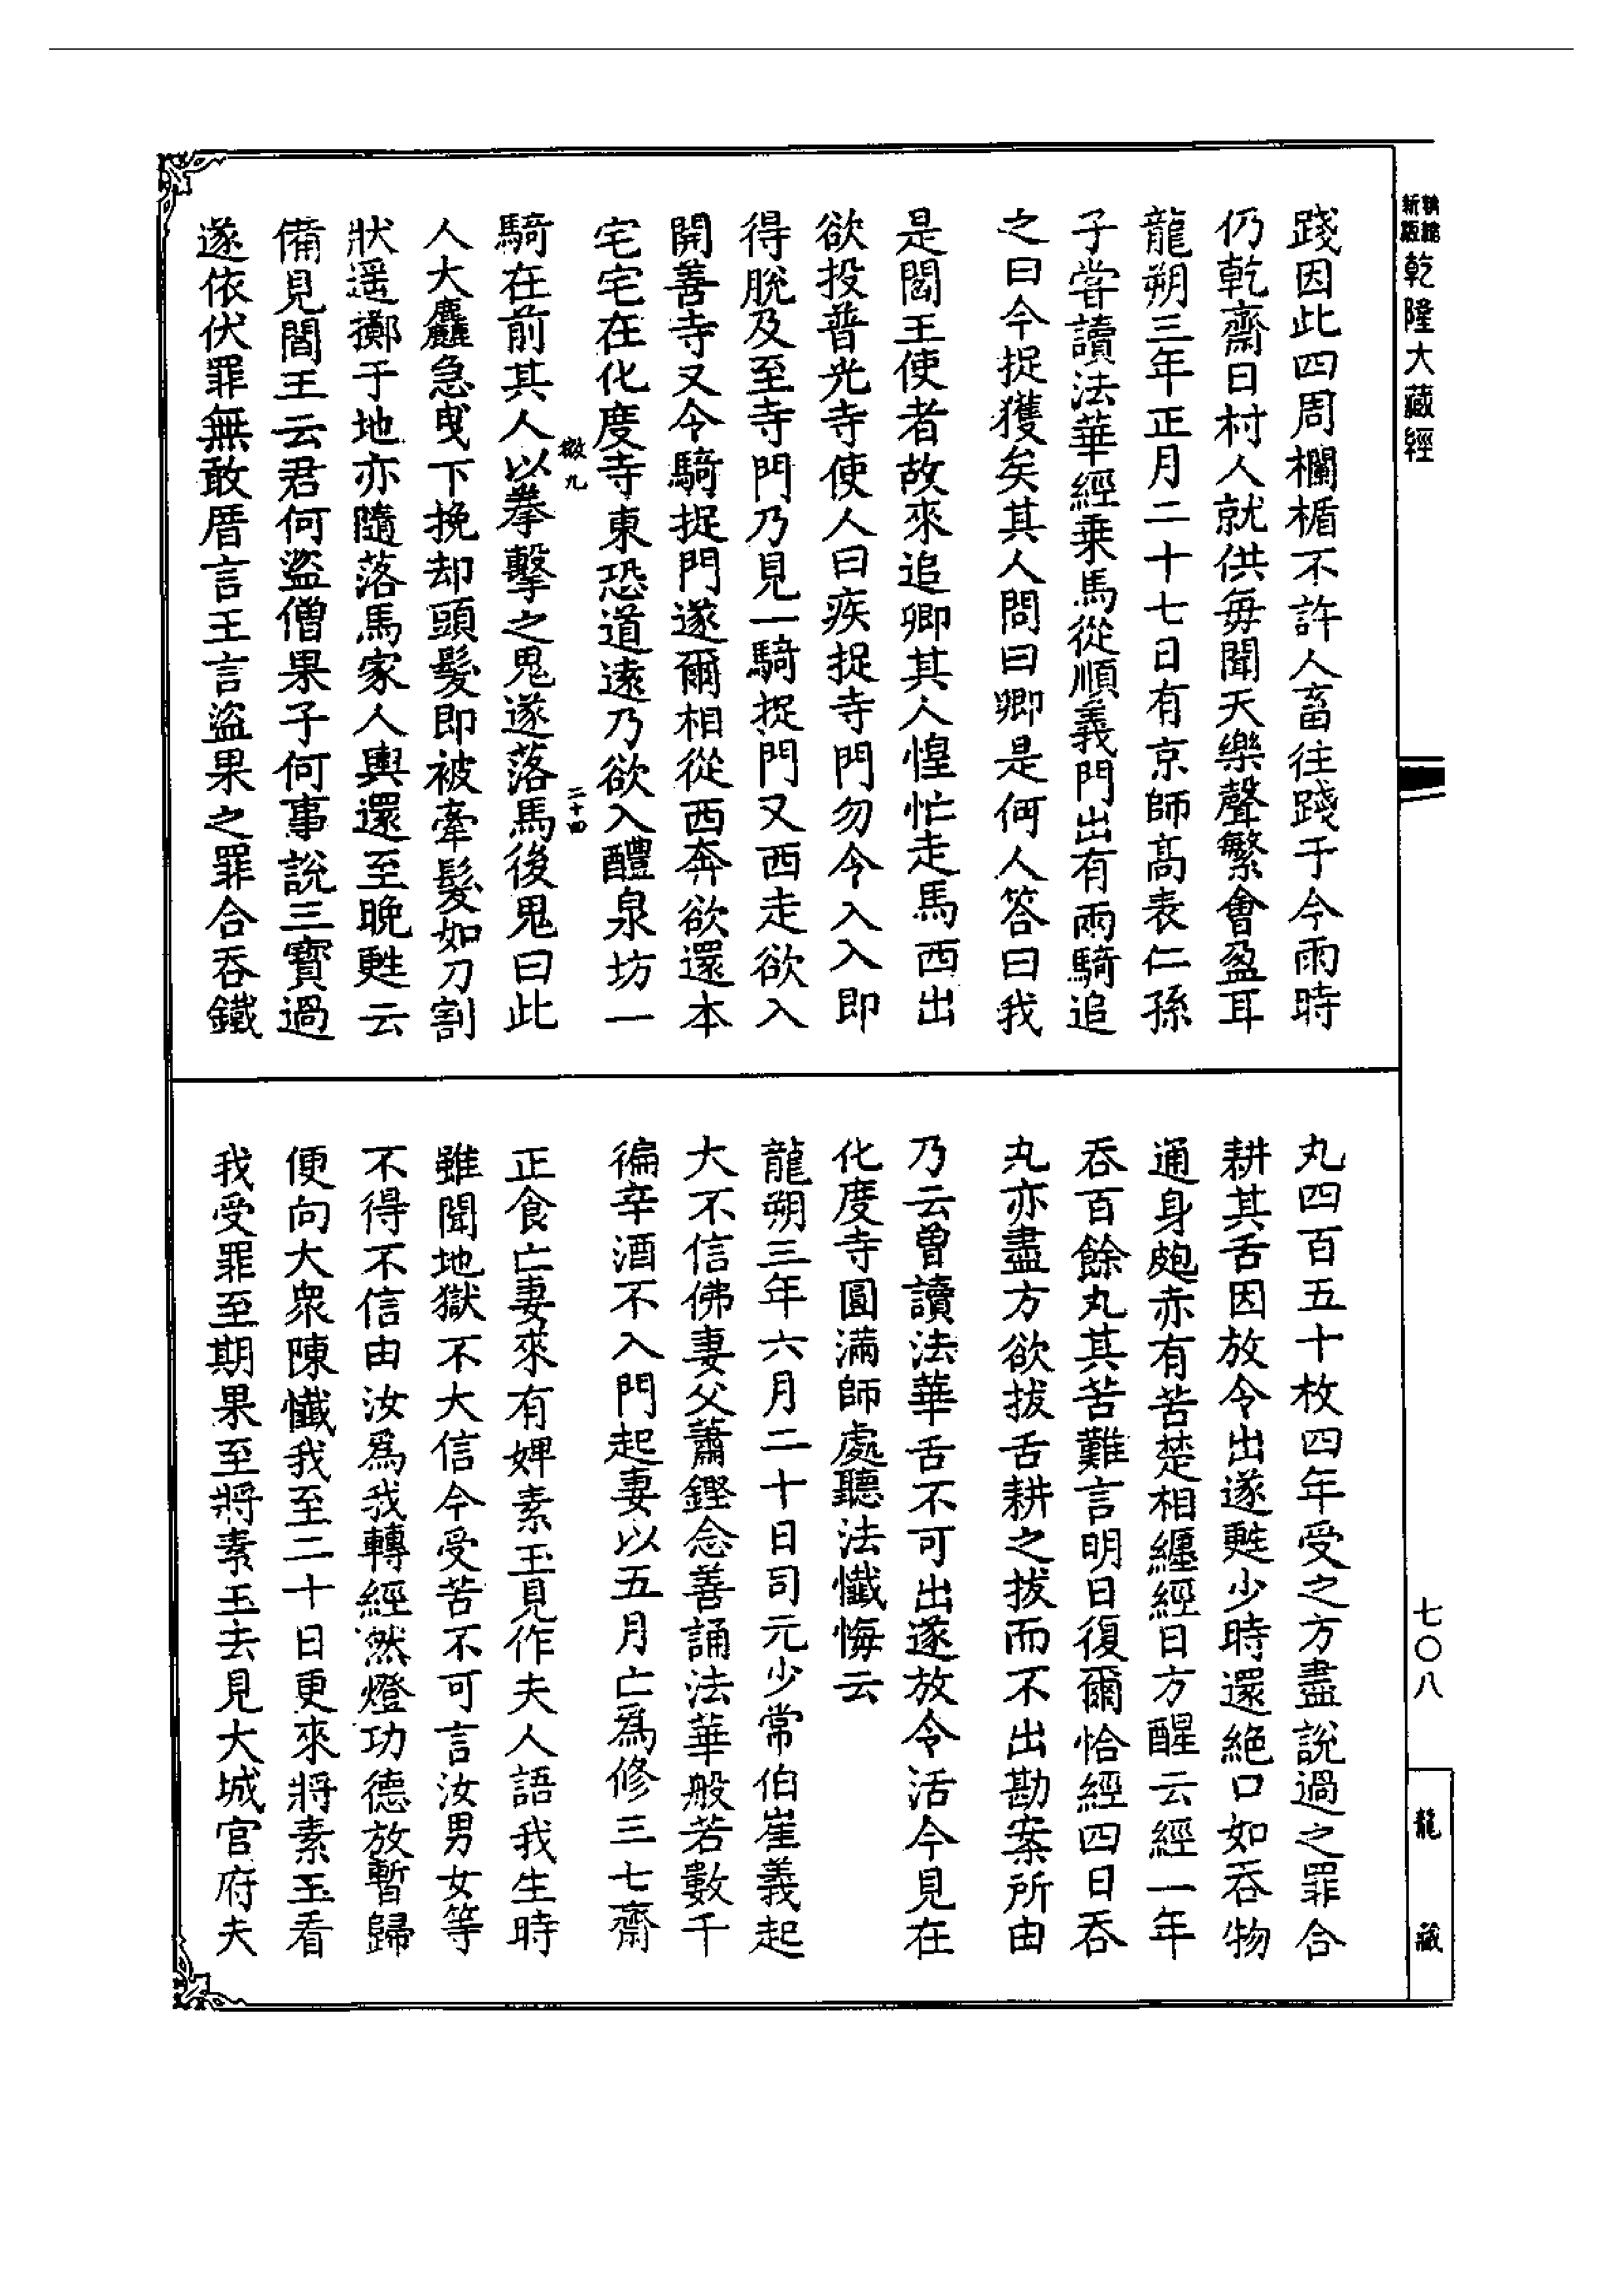 乾隆大藏經
踐因此四周欄楯不許人畜往踐于今雨時
仍乾齋日村人就供每聞天樂聲繁會盈耳
龍朔三年正月二十七日有京師高表仁孫
子嘗讀法華經乗馬從順義門出有兩騎追
之曰今捉獲矣其人問曰卿是何人答曰我
是閻王使者故來追卿其人惶忙走馬西出
欲投普光寺使人曰疾捉寺門勿令入入即
得脫及至寺門乃見一騎捉門又西走欲入
開善寺又令騎捉門遂爾相從西奔欲還本
宅宅在化度寺東恐道遠乃欲入醴泉坊一
二十四
騎在前其人以拳擊之鬼遂落馬後鬼曰此
人大麤急曳下挽却頭髮即被牽髮如刀割
狀遥擲于地亦隨落馬家人輿還至晚甦云
備見閻王云君何盜僧果子何事說三寶過
遂依伏罪無敢厝言王言盜果之罪合吞鐵
丸四百五十枚四年受之方盡說過之罪合
耕其舌因放令出遂甦少時還絶口如吞物
通身皰赤有苦楚相纏經日方醒云經一年
吞百餘丸其苦難言明日復爾恰經四日吞
丸亦盡方欲拔舌耕之拔而不出勘案所由
乃云曾讀法華舌不可出遂放令活今見在
化度寺圓滿師處聽法懺悔云
龍朔三年六月二十日司元少常伯崔義起
大不信佛妻父蕭鏗念善誦法華般若數千
徧辛酒不入門起妻以五月亡爲修三七齋
正食亡妻來有婢素玉見作夫人語我生時
雖聞地獄不大信今受苦不可言汝男女等
不得不信由汝爲我轉經然燈功德放暫歸
便向大衆陳懺我至二十日更來將素玉看
我受罪至期果至將素玉去見大城官府夫
七〇八
龍藏